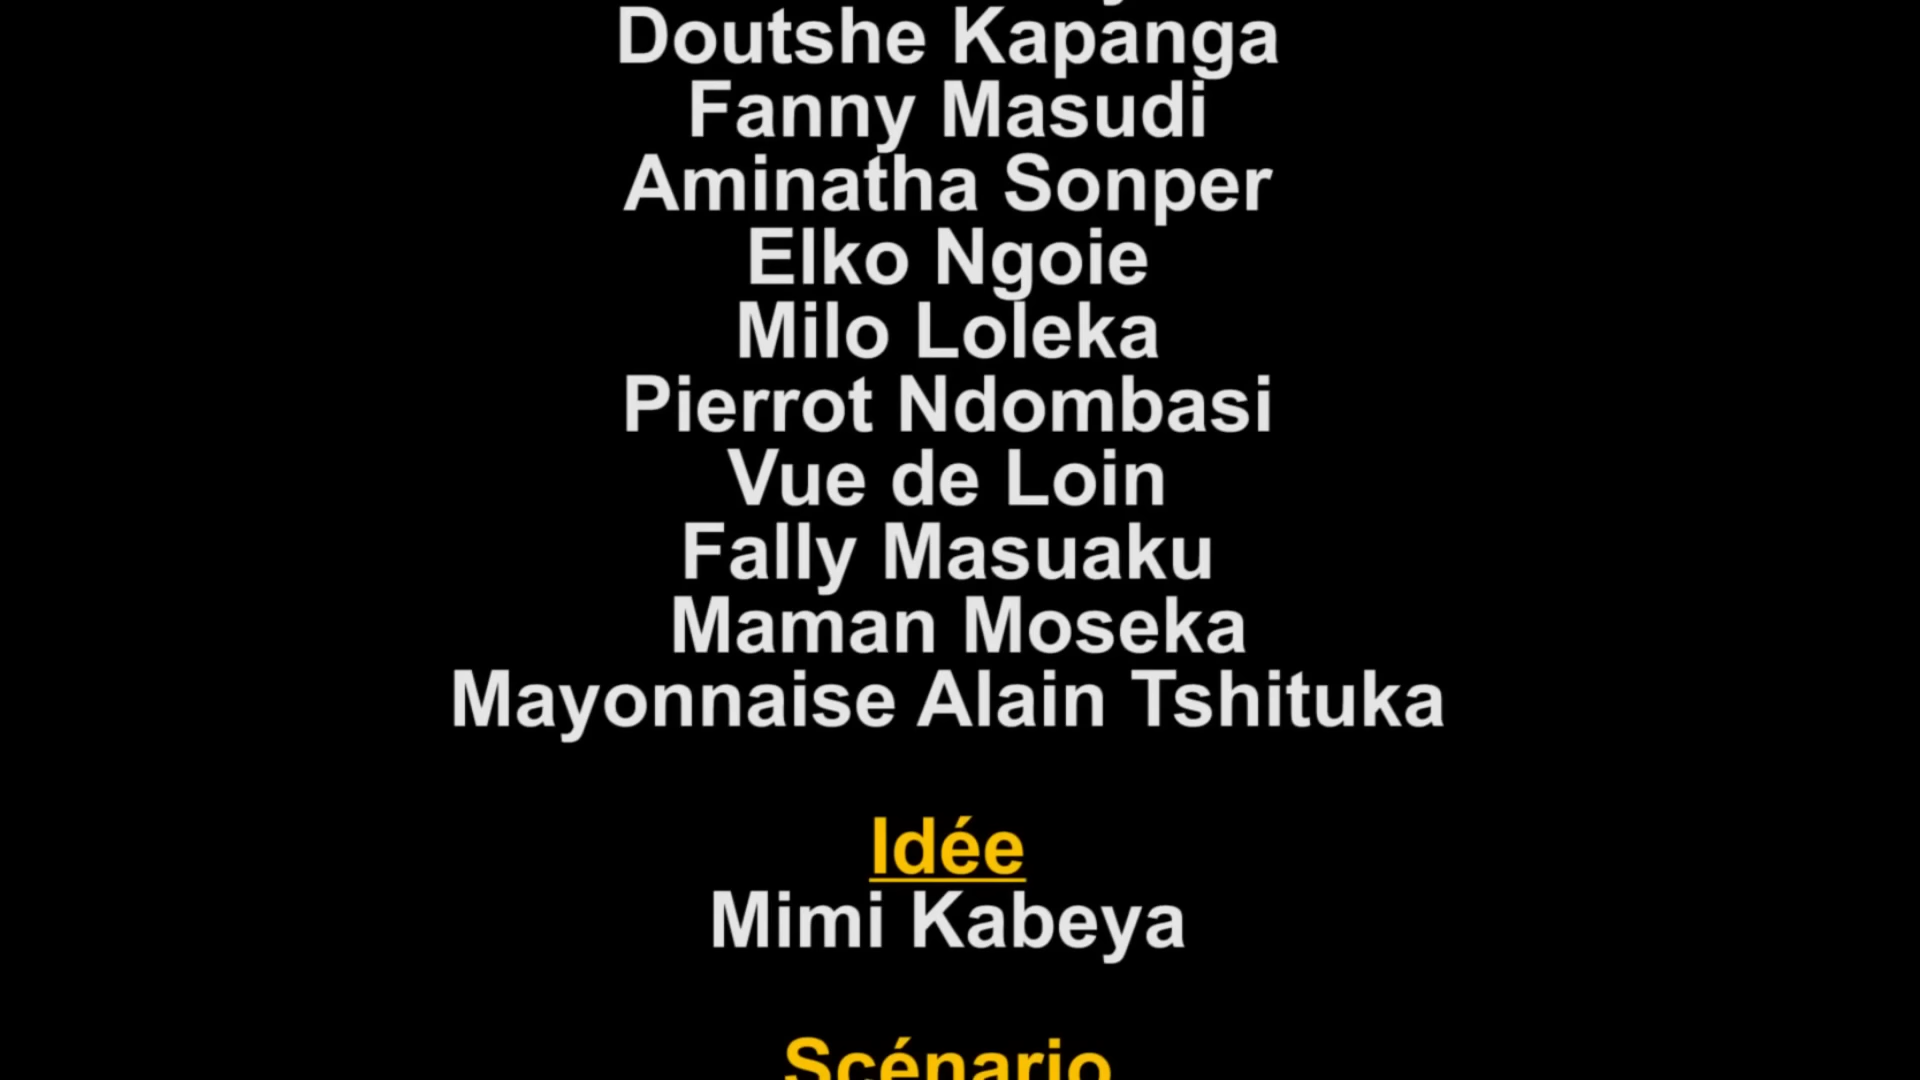 Doutshe Kapanga
Fanny Masudi
Aminatha Sonper
Elko Ngoie
Milo Loleka
Pierrot Ndombasi
Vue de Loin
Fally Masuaku
Maman Moseka
Mayonnaise Alain Tshituka
Idée
Mimi Kabeya
Scénario